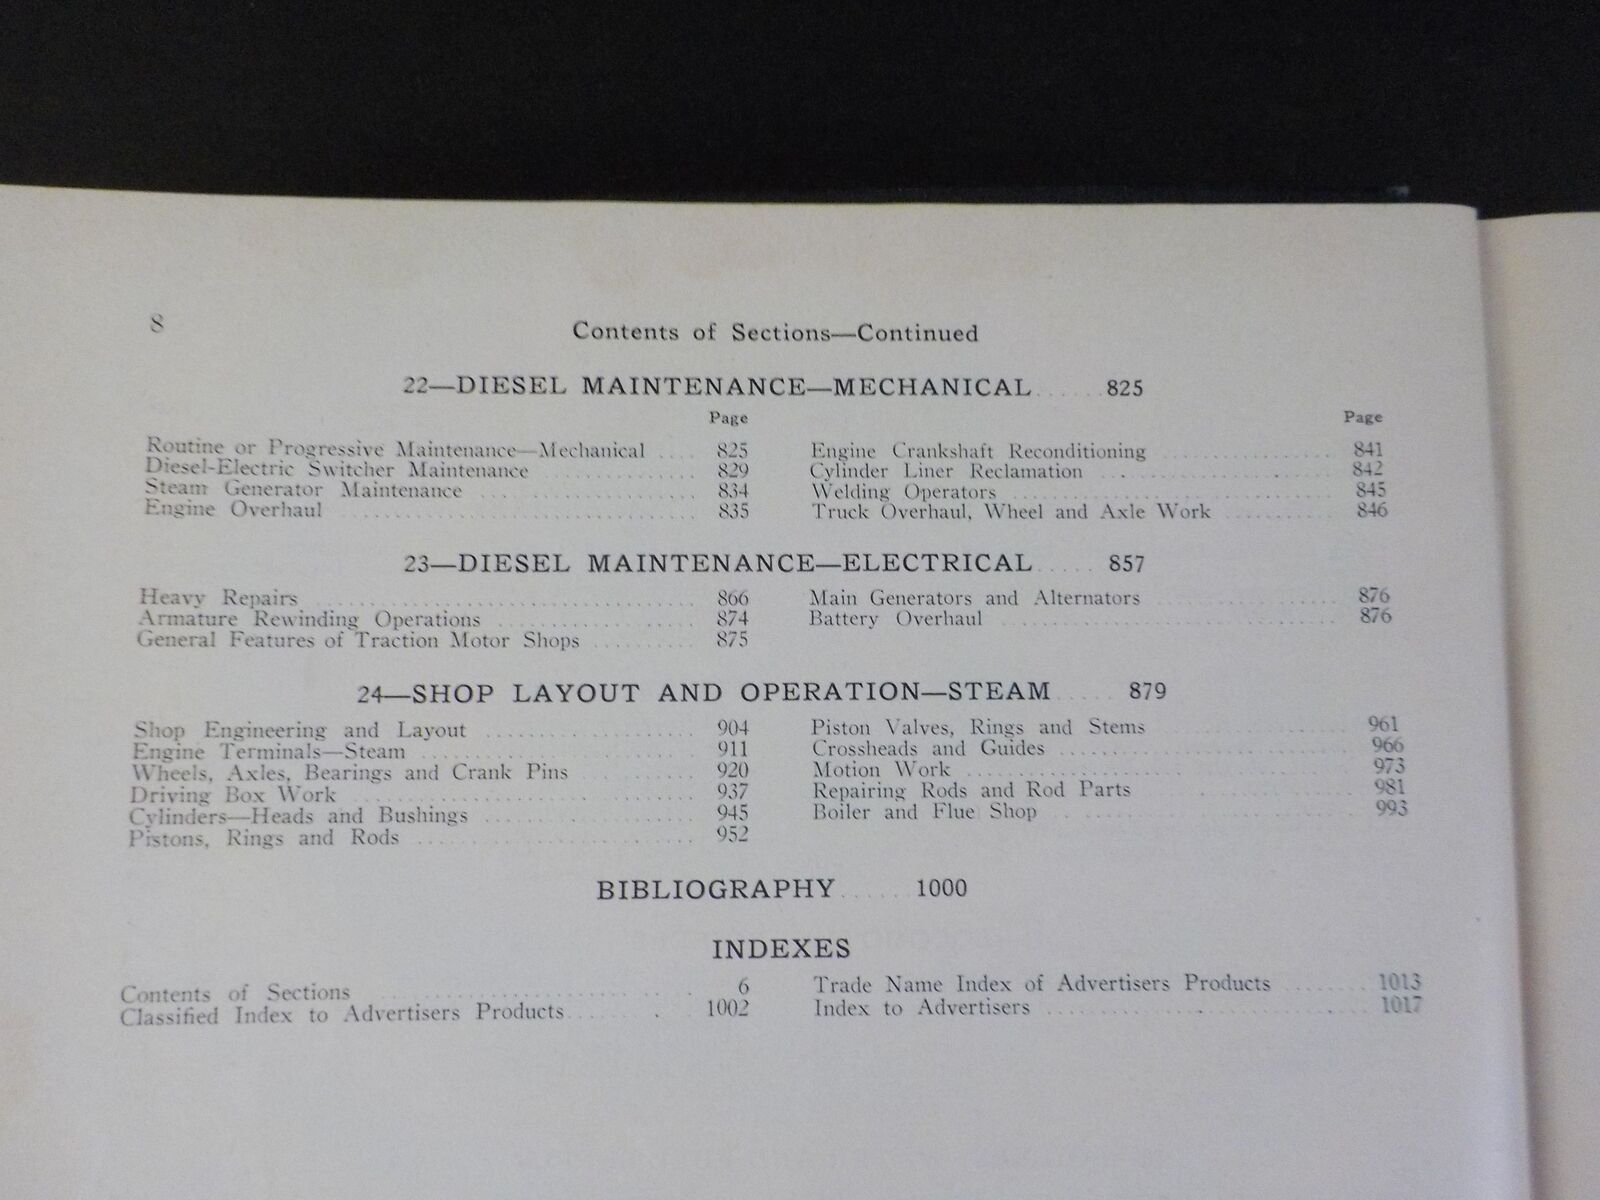 8
Contents of Sections—Continued
22—DIESEL MAINTENANCE—MECHANICAL ...... 825
Page
Routine or Progressive Maintenance—Mechanical .... 825
Diesel-Electric Switcher Maintenance .............. 829
Steam Generator Maintenance .................... 834
Engine Overhaul ................................. 835
Page
Engine Crankshaft Reconditioning ................ 841
Cylinder Liner Reclamation ...................... 842
Welding Operators ............................... 845
Truck Overhaul, Wheel and Axle Work ........... 846
23—DIESEL MAINTENANCE—ELECTRICAL ..... 857
Heavy Repairs ................................... 866
Armature Rewinding Operations ................... 874
General Features of Traction Motor Shops .......... 875
Main Generators and Alternators ................. 876
Battery Overhaul ................................ 876
24—SHOP LAYOUT AND OPERATION—STEAM ..... 879
Shop Engineering and Layout ..................... 904
Engine Terminals—Steam .......................... 911
Wheels, Axles, Bearings and Crank Pins ........... 920
Driving Box Work ................................ 937
Cylinders—Heads and Bushings .................... 945
Pistons, Rings and Rods ......................... 952
Piston Valves, Rings and Stems .................. 961
Crossheads and Guides ........................... 966
Motion Work ..................................... 973
Repairing Rods and Rod Parts .................... 981
Boiler and Flue Shop ............................ 993
BIBLIOGRAPHY ..... 1000
INDEXES
Contents of Sections ............................ 6
Classified Index to Advertisers Products ......... 1002
Trade Name Index of Advertisers Products ........ 1013
Index to Advertisers ............................ 1017